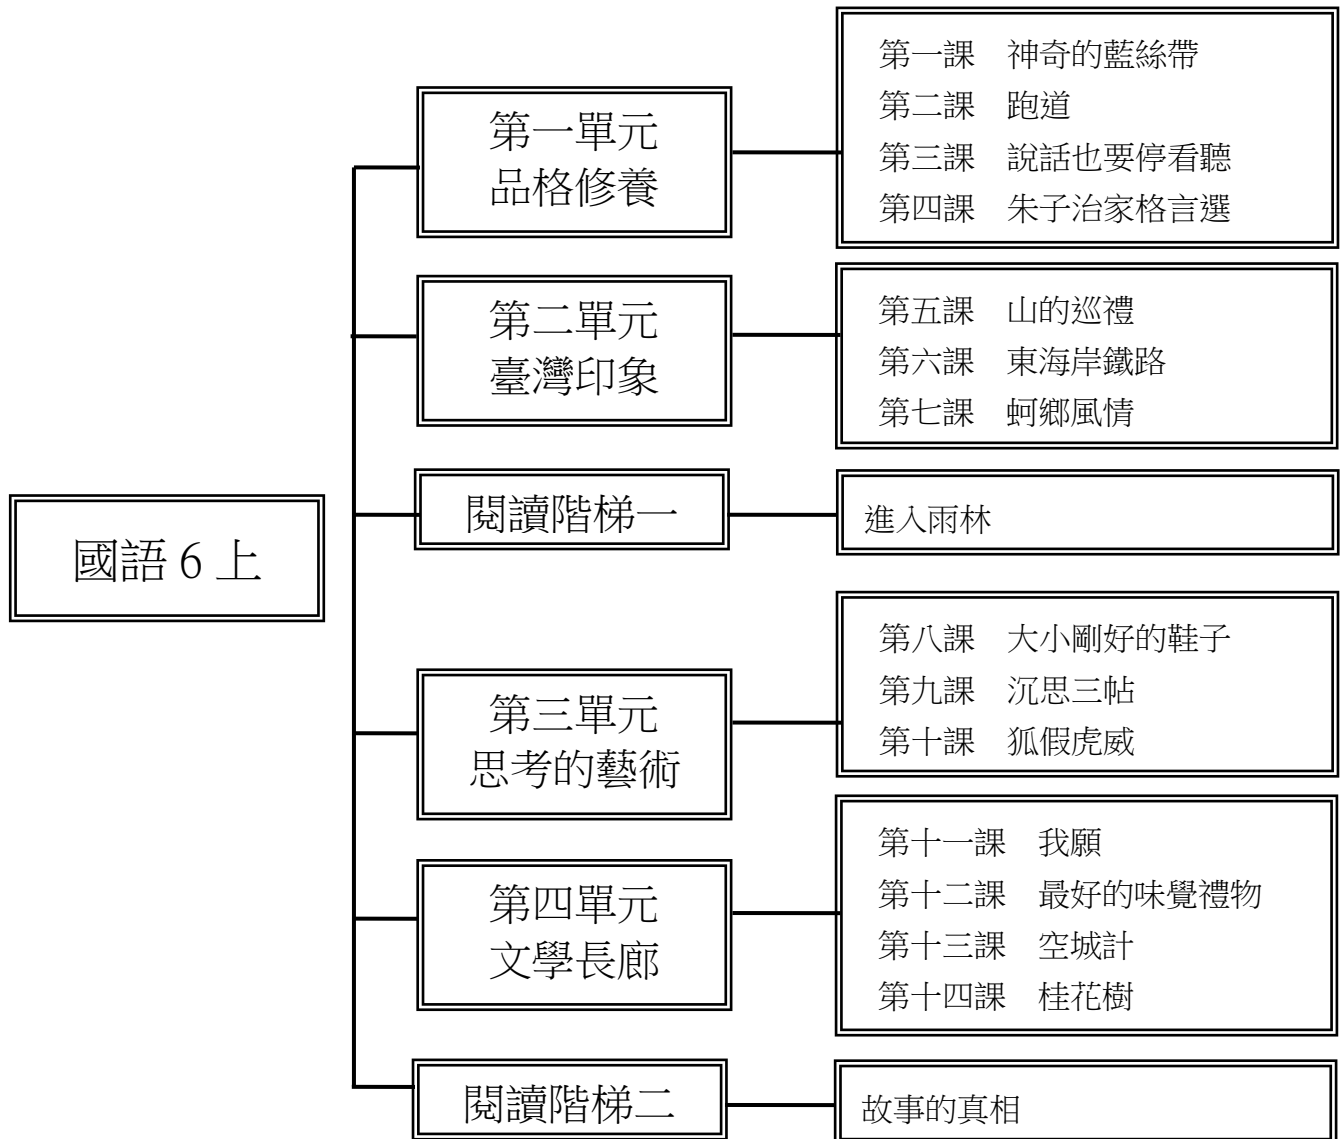 國語 6 上
第一單元
品格修養
第一課　神奇的藍絲帶
第二課　跑道
第三課　說話也要停看聽
第四課　朱子治家格言選
第二單元
臺灣印象
第五課　山的巡禮
第六課　東海岸鐵路
第七課　蚵鄉風情
閱讀階梯一
進入雨林
第三單元
思考的藝術
第八課　大小剛好的鞋子
第九課　沉思三帖
第十課　狐假虎威
第四單元
文學長廊
第十一課　我願
第十二課　最好的味覺禮物
第十三課　空城計
第十四課　桂花樹
閱讀階梯二
故事的真相